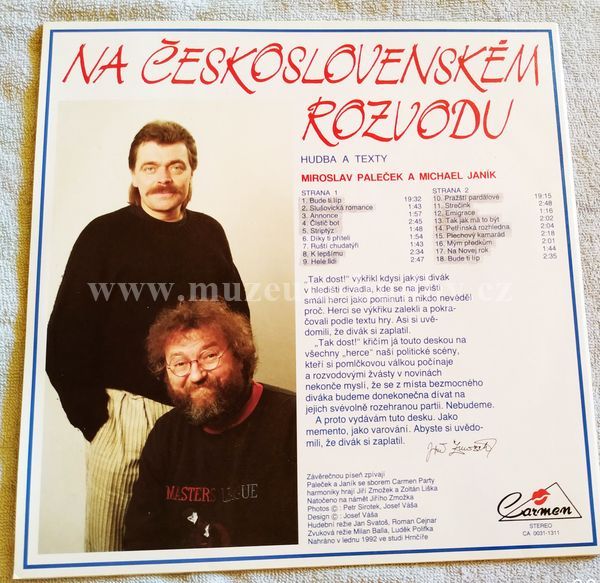 NA ČESKOSLOVENSKÉM
ROZVODU
HUDBA A TEXTY
MIROSLAV PALEČEK A MICHAEL JANÍK
STRANA 1
1. Bude ti líp 19:32
2. Slušovická romance 1:43
3. Annonce 1:57
4. Čistič bot 2:45
5. Striptýz 1:45
6. Díky ti příteli 1:54
7. Ruští chudatýři 1:43
8. K lepšímu 2:34
9. Hele lidi 2:47
STRANA 2
10. Pražští pardálové 19:15
11. Strečink 2:48
12. Emigrace 1:16
13. Tak jak má to být 2:02
14. Petřínská rozhledna 2:04
15. Plechový kamarád 2:18
16. Mým předkům 2:01
17. Na Nový rok 1:44
18. Bude ti líp 2:35
„Tak dost!" vykřikl kdysi jakýsi divák
v hledišti divadla, kde se na jevišti
smáli herci jako pominutí a nikdo nevěděl
proč. Herci se výkřiku zalekli a pokra-
čovali podle textu hry. Asi si uvě-
domili, že divák si zaplatil.
„Tak dost!" křičím já touto deskou na
všechny „herce" naší politické scény,
kteří si pomlčkovou válkou počínaje
a rozvodovými žvásty v novinách
nekonče myslí, že se z místa bezmocného
diváka budeme donekonečna dívat na
jejich svévolně rozehranou partii. Nebudeme.
A proto vydávám tuto desku. Jako
memento, jako varování. Abyste si uvědo-
mili, že divák si zaplatil.
Závěrečnou píseň zpívají
Paleček a Janík se sborem Carmen Party
harmoniky hrají Jiří Zmožek a Zoltán Liška
Natočeno na námět Jiřího Zmožka
Photos © : Petr Sirotek, Josef Váša
Design © : Josef Váša
Hudební režie Jan Svatoš, Roman Cejnar
Zvuková režie Milan Balla, Luděk Polifka
Nahráno v lednu 1992 ve studi Hrnčíře
Carmen
STEREO
CA 0031-1311
MASTERS LEGUE